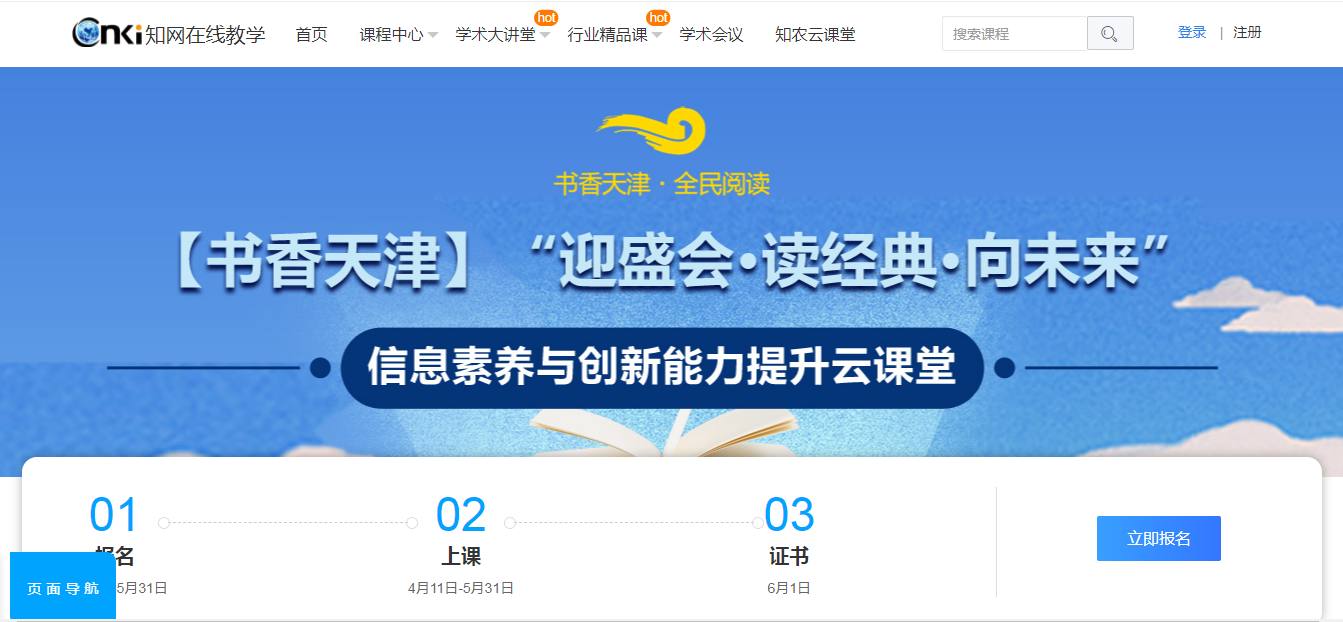 cnki 知网在线教学 首页 课程中心 学术大讲堂 hot 行业精品课 hot 学术会议 知农云课堂 搜索课程 登录 | 注册
书香天津·全民阅读
【书香天津】“迎盛会·读经典·向未来”
信息素养与创新能力提升云课堂
01 02 03
报名 上课 证书
5月31日 4月11日-5月31日 6月1日
立即报名
页面导航